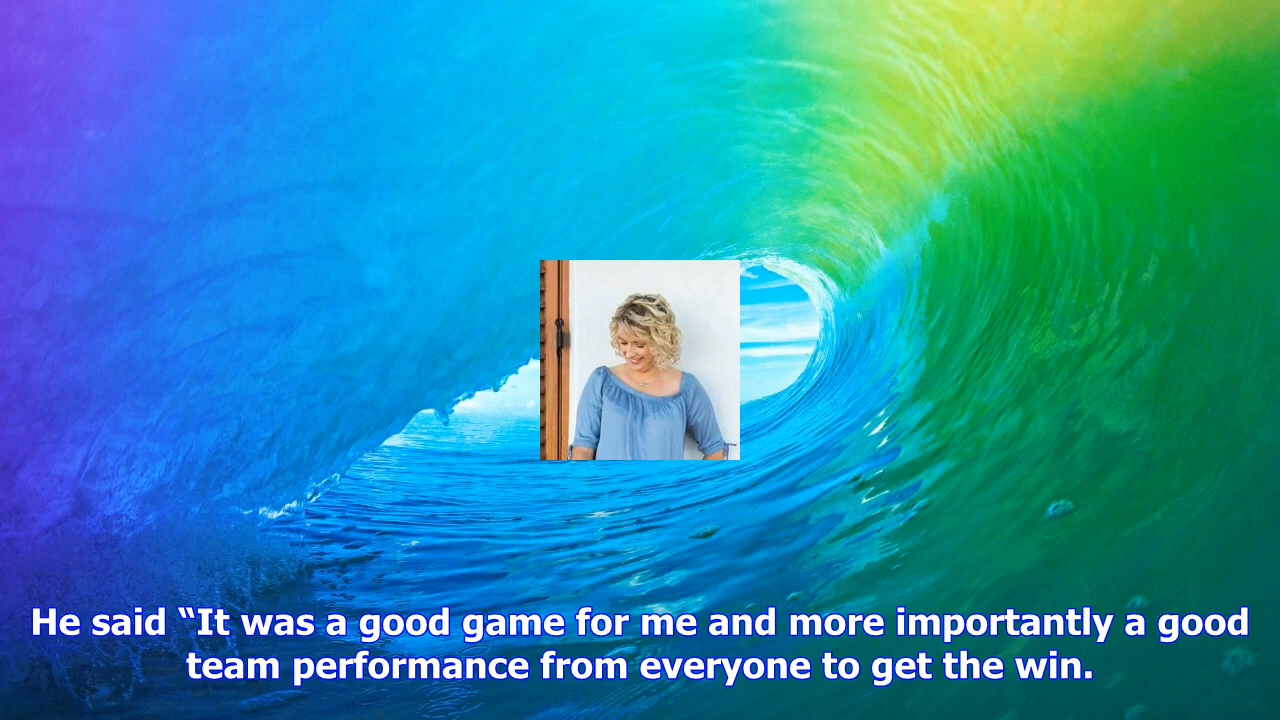 He said “It was a good game for me and more importantly a good
team performance from everyone to get the win.